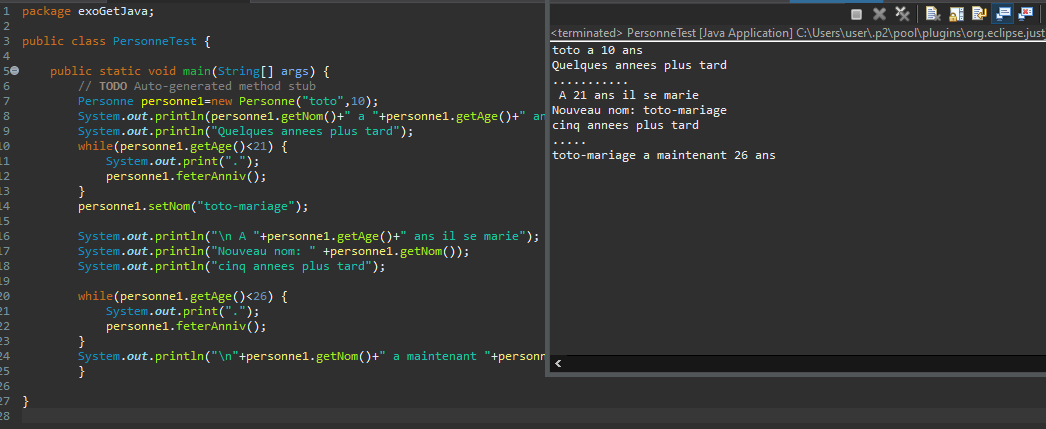 1 package exoGetJava;
2
3 public class PersonneTest {
4
5 public static void main(String[] args) {
6 // TODO Auto-generated method stub
7 Personne personne1=new Personne("toto",10);
8 System.out.println(personne1.getNom()+" a "+personne1.getAge()+" an
9 System.out.println("Quelques annees plus tard");
10 while(personne1.getAge()<21) {
11 System.out.print(".");
12 personne1.feterAnniv();
13 }
14 personne1.setNom("toto-mariage");
15
16 System.out.println("\n A "+personne1.getAge()+" ans il se marie");
17 System.out.println("Nouveau nom: " +personne1.getNom());
18 System.out.println("cinq annees plus tard");
19
20 while(personne1.getAge()<26) {
21 System.out.print(".");
22 personne1.feterAnniv();
23 }
24 System.out.println("\n"+personne1.getNom()+" a maintenant "+personn
25 }
26
27 }
28
<terminated> PersonneTest [Java Application] C:\Users\user\.p2\pool\plugins\org.eclipse.just
toto a 10 ans
Quelques annees plus tard
...........
A 21 ans il se marie
Nouveau nom: toto-mariage
cinq annees plus tard
.....
toto-mariage a maintenant 26 ans